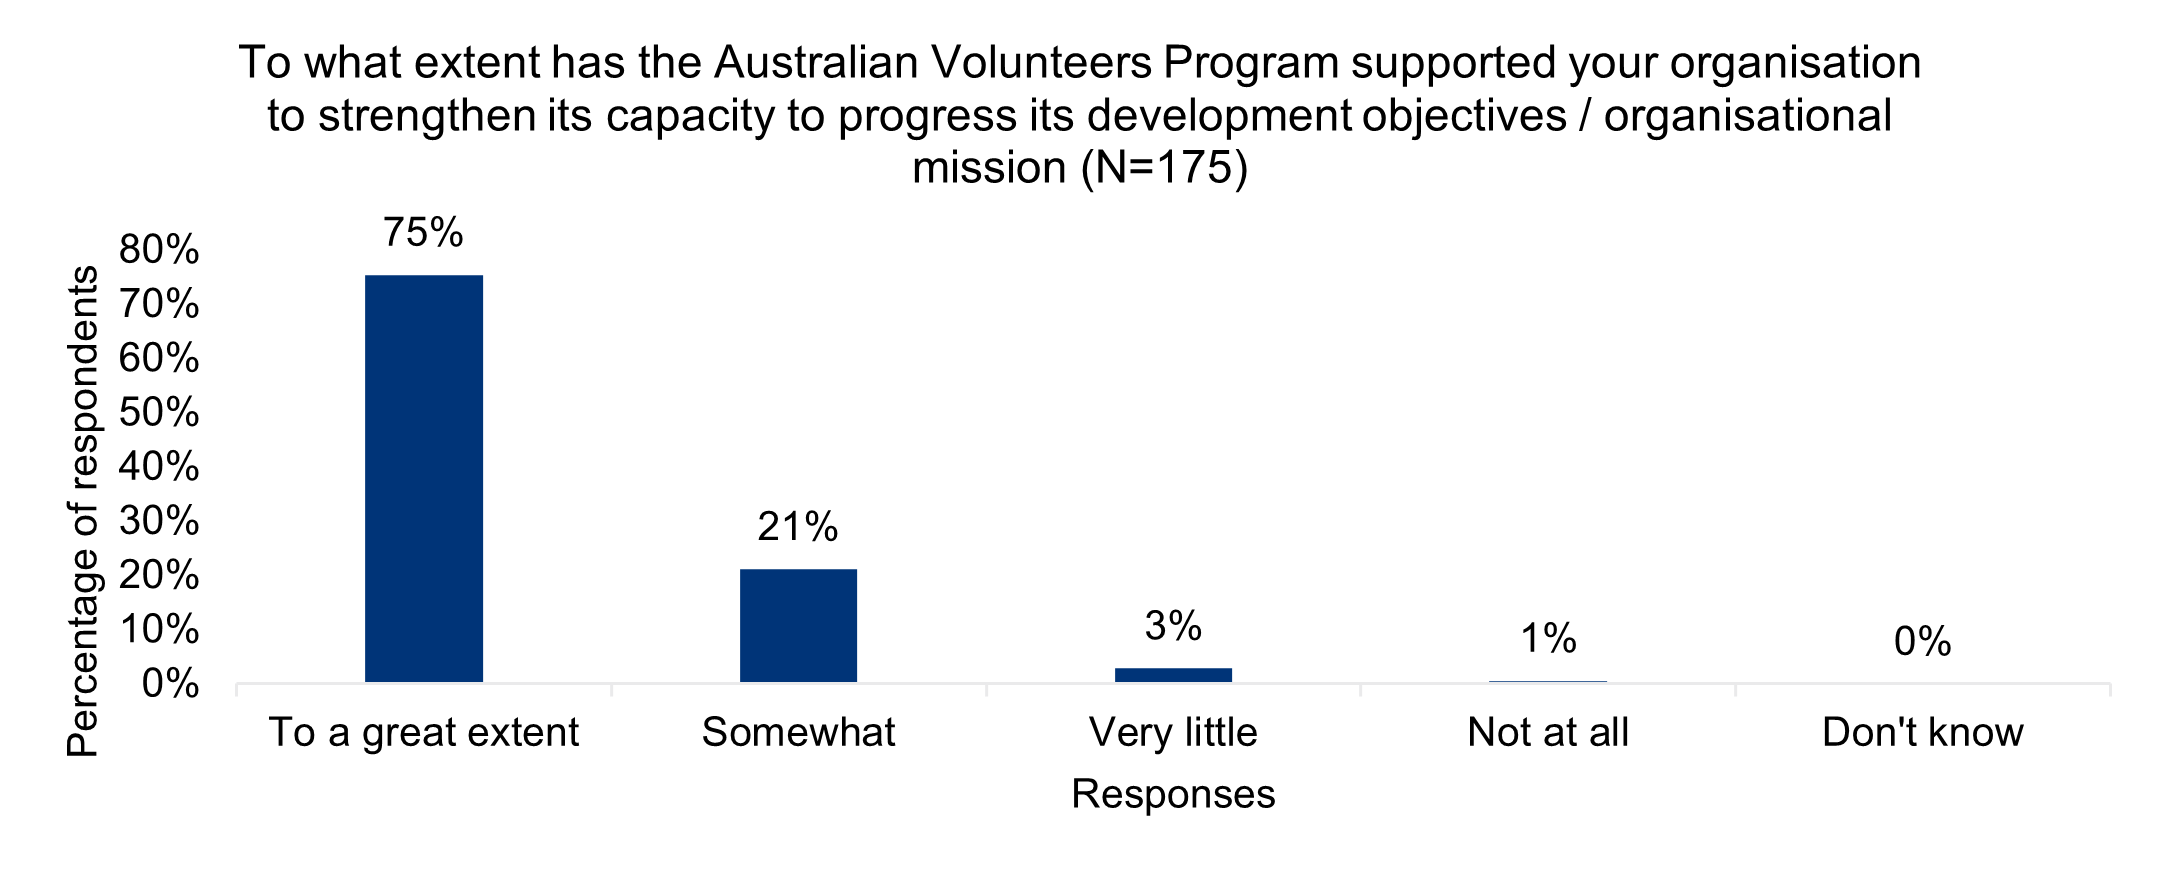 To what extent has the Australian Volunteers Program supported your organisation
to strengthen its capacity to progress its development objectives / organisational
mission (N=175)
Percentage of respondents
80%
70%
60%
50%
40%
30%
20%
10%
0%
75%
21%
3%
1%
0%
To a great extent
Somewhat
Very little
Not at all
Don't know
Responses